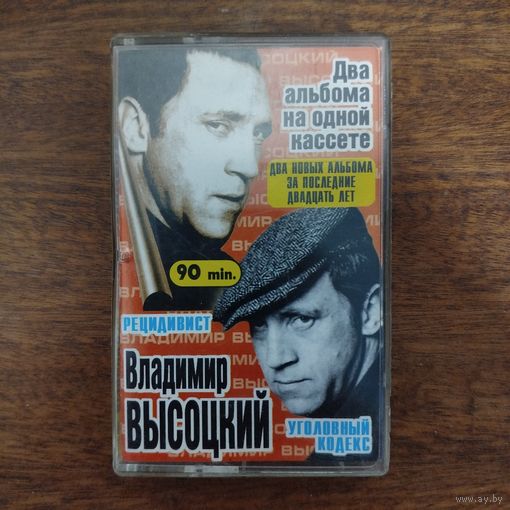 Два
альбома
на одной
кассете
ДВА НОВЫХ АЛЬБОМА
ЗА ПОСЛЕДНИЕ
ДВАДЦАТЬ ЛЕТ
90 min.
РЕЦИДИВИСТ
Владимир
ВЫСОЦКИЙ
УГОЛОВНЫЙ
КОДЕКС
www.ay.by